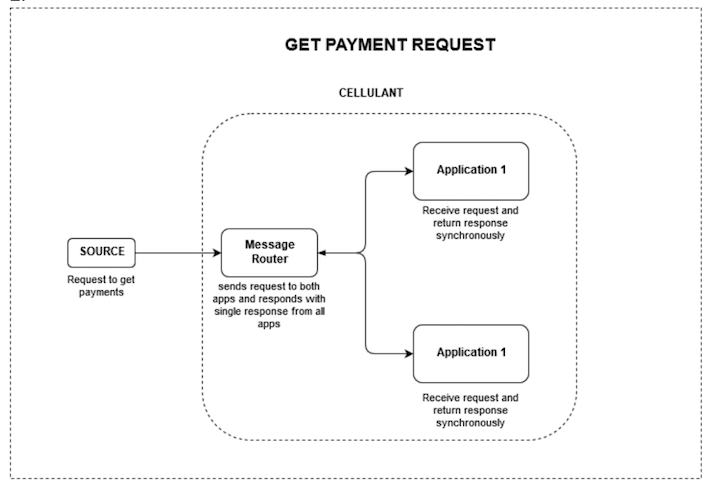 GET PAYMENT REQUEST
CELLULANT
Application 1
Receive request and
return response
synchronously
SOURCE
Request to get
payments
Message
Router
sends request to both
apps and responds with
single response from all
apps
Application 1
Receive request and
return response
synchronously